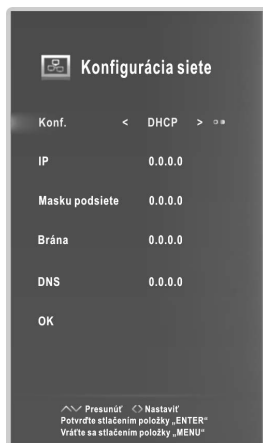 Konfigurácia siete
Konf. < DHCP >
IP 0.0.0.0
Masku podsiete 0.0.0.0
Brána 0.0.0.0
DNS 0.0.0.0
OK
Presunúť Nastaviť
Potvrďte stlačením položky „ENTER“
Vráťte sa stlačením položky „MENU“